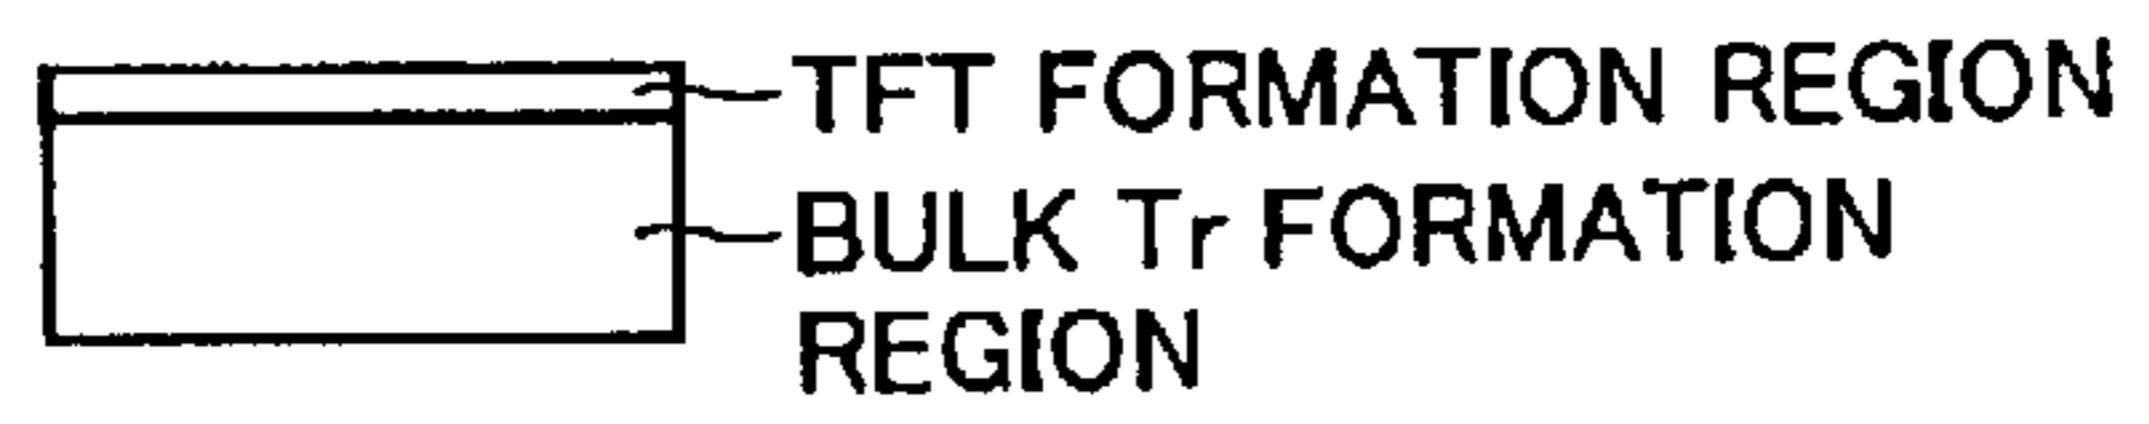 TFT FORMATION REGION
BULK Tr FORMATION
REGION